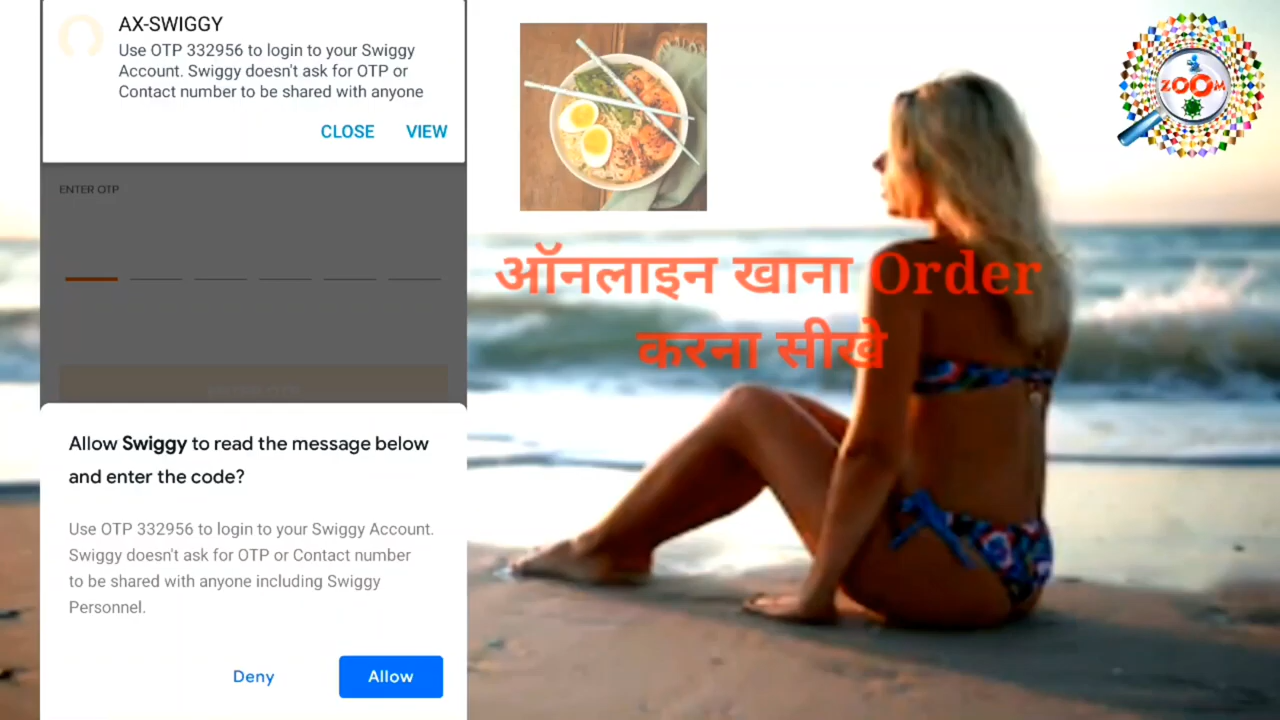 AX-SWIGGY
Use OTP 332956 to login to your Swiggy
Account. Swiggy doesn't ask for OTP or
Contact number to be shared with anyone
CLOSE VIEW
ENTER OTP
Allow Swiggy to read the message below
and enter the code?
Use OTP 332956 to login to your Swiggy Account.
Swiggy doesn't ask for OTP or Contact number
to be shared with anyone including Swiggy
Personnel.
Deny Allow
ऑनलाइन खाना Order
करना सीखे
ZOOM